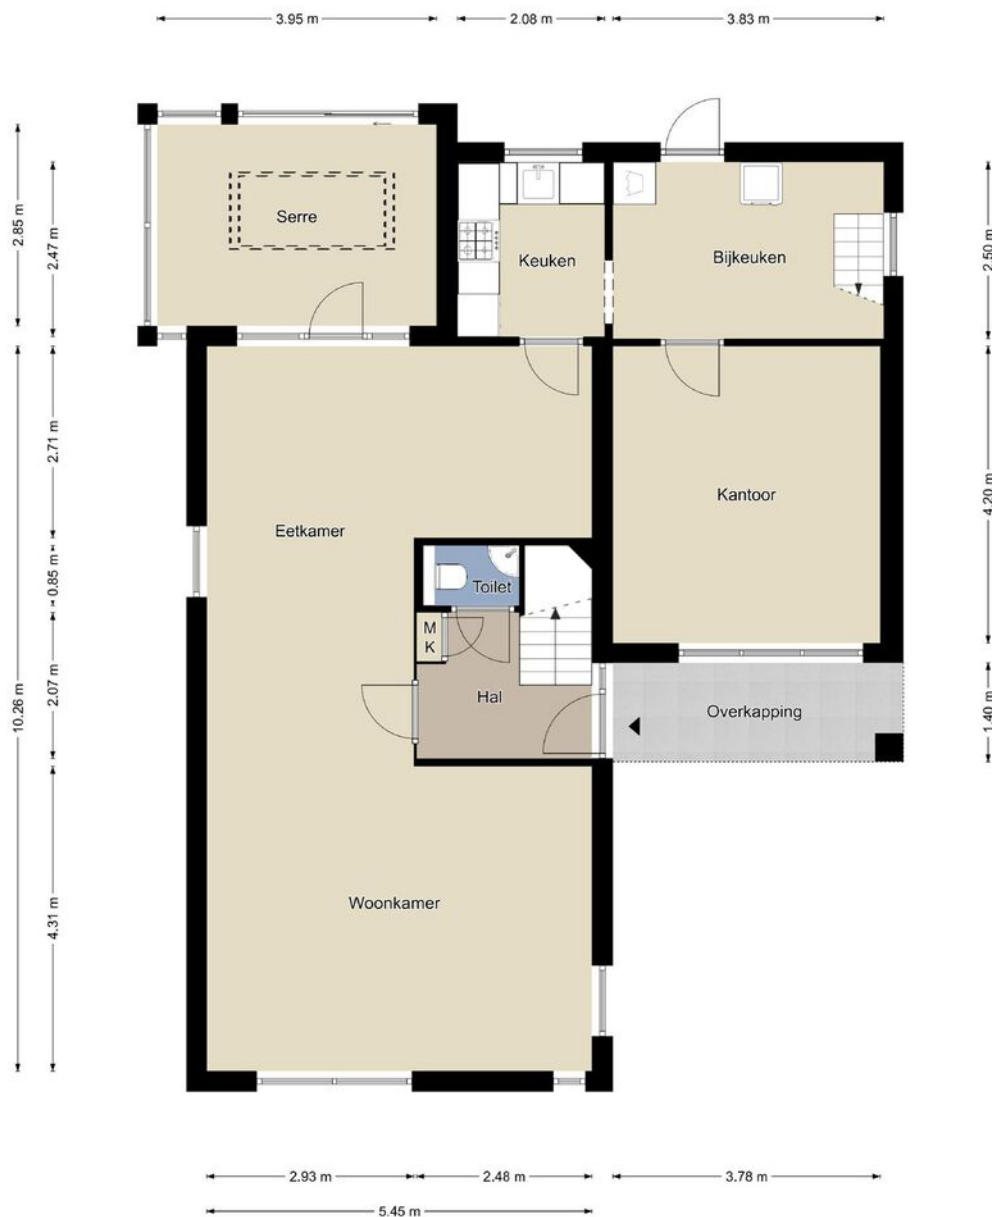 3.95 m
2.08 m
3.83 m
2.85 m
2.47 m
2.50 m
Serre
Keuken
Bijkeuken
10.26 m
2.71 m
4.20 m
Kantoor
Eetkamer
0.85 m
Toilet
M
K
2.07 m
Hal
Overkapping
1.40 m
4.31 m
Woonkamer
2.93 m
2.48 m
3.78 m
5.45 m